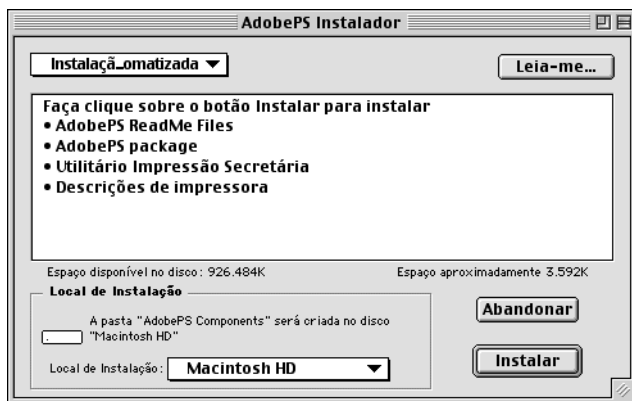 AdobePS Instalador
Instalaçã…omatizada
Leia-me...
Faça clique sobre o botão Instalar para instalar
• AdobePS ReadMe Files
• AdobePS package
• Utilitário Impressão Secretária
• Descrições de impressora
Espaço disponível no disco: 926.484K Espaço aproximadamente 3.592K
Local de Instalação
A pasta "AdobePS Components" será criada no disco
"Macintosh HD"
Abandonar
Local de Instalação: Macintosh HD
Instalar